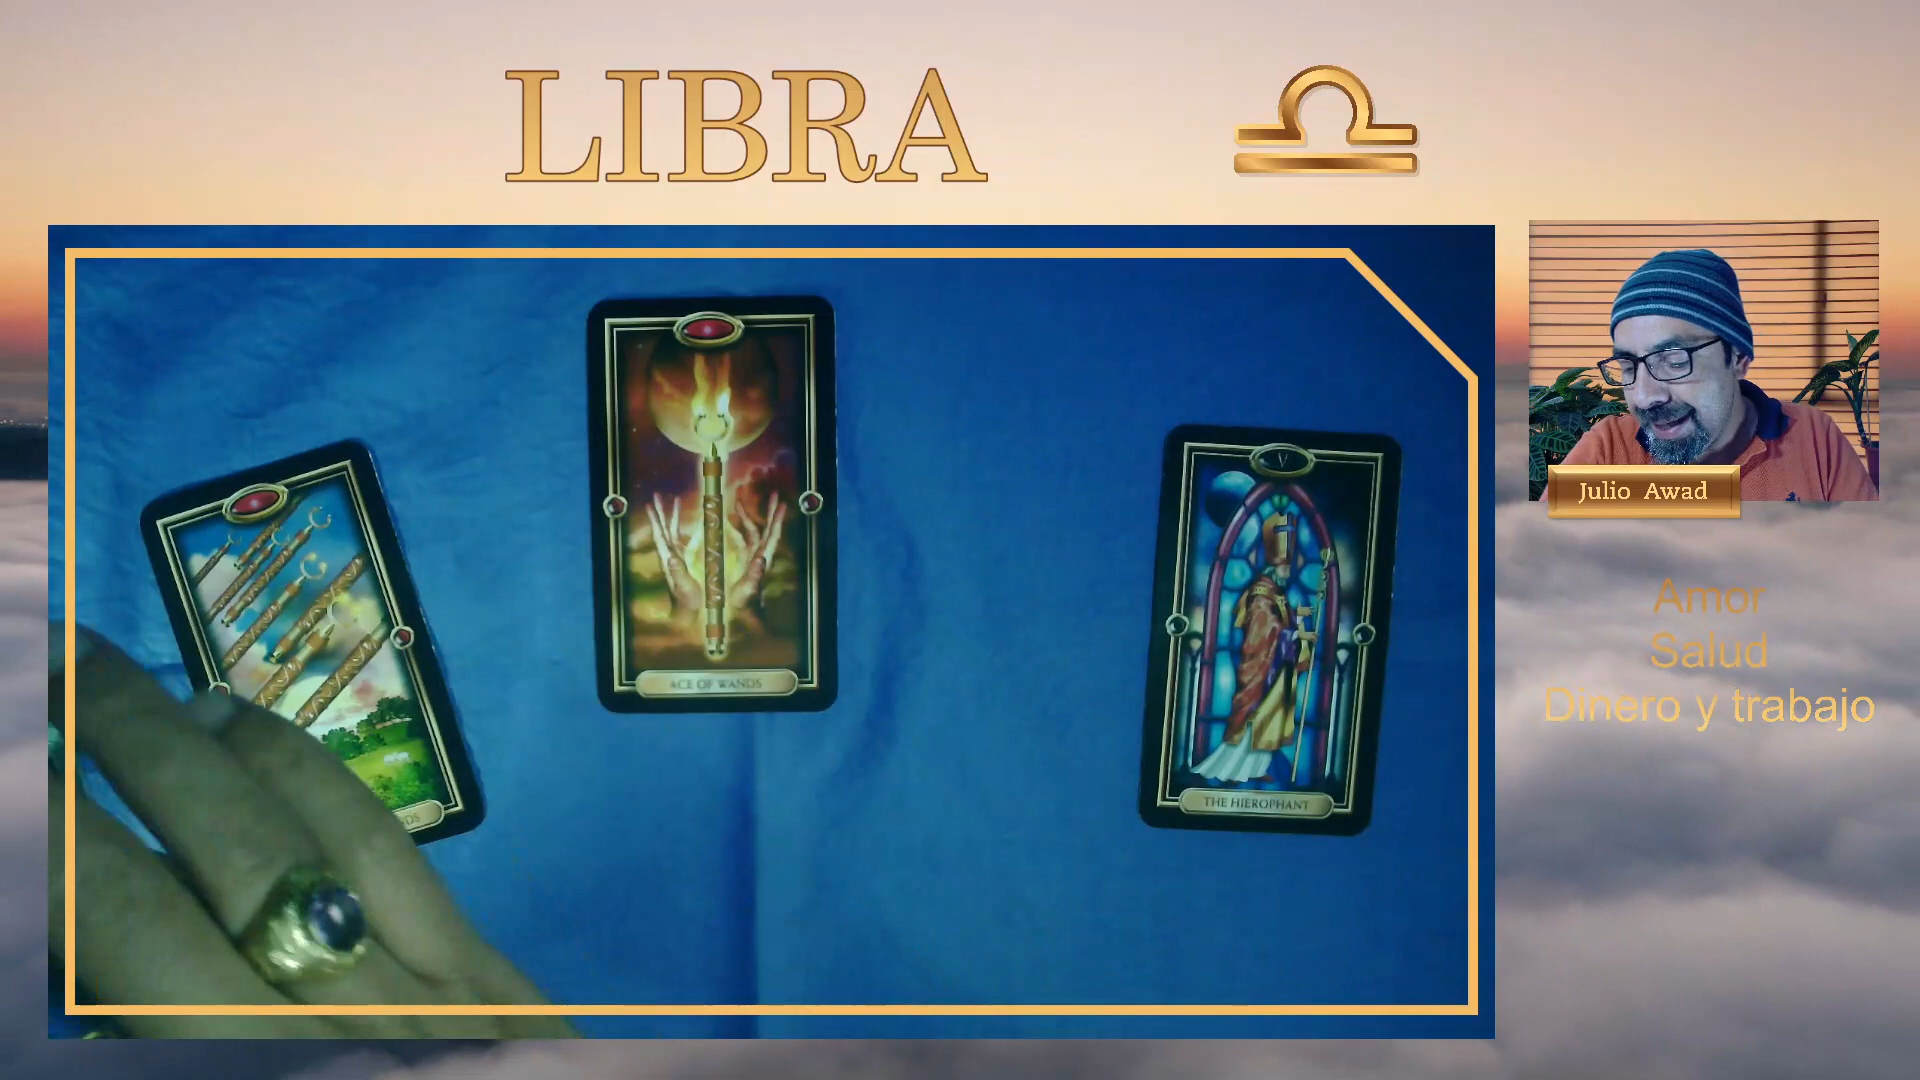 LIBRA
ACE OF WANDS
V
THE HIEROPHANT
Julio Awad
Amor
Salud
Dinero y trabajo